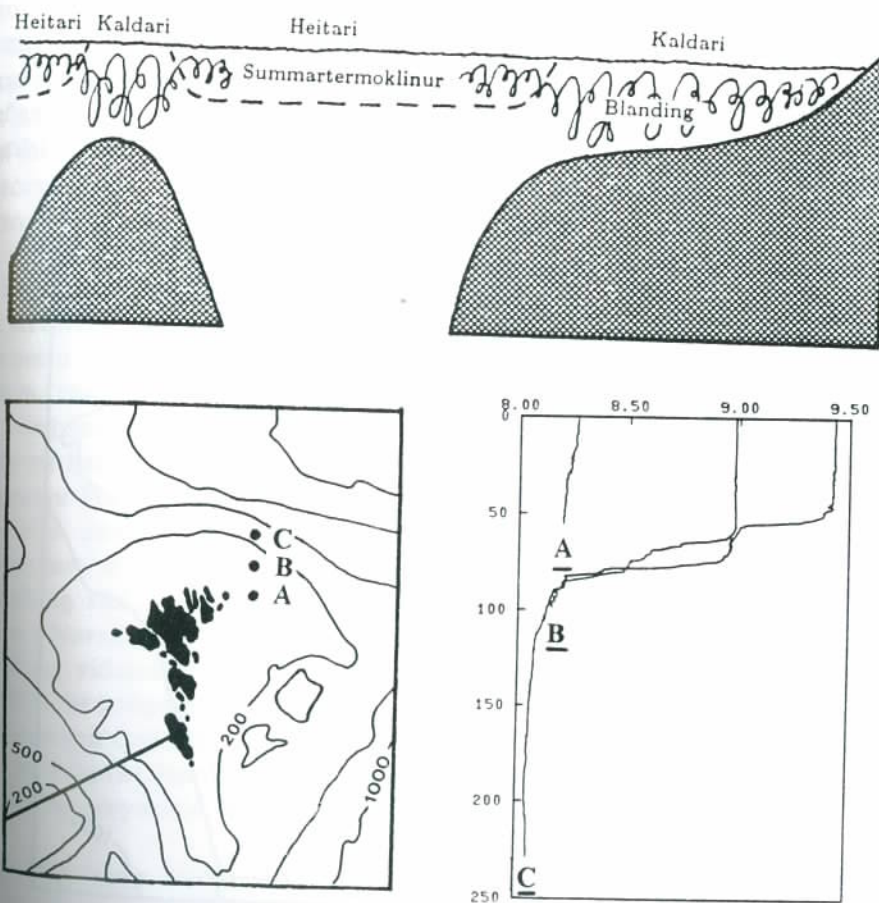 Heitari Kaldari Heitari Kaldari
Summartermoklinur
Blanding
C
B
A
200
500
200
1000
8.00 8.50 9.00 9.50
0
50
A
100
B
150
200
C
250